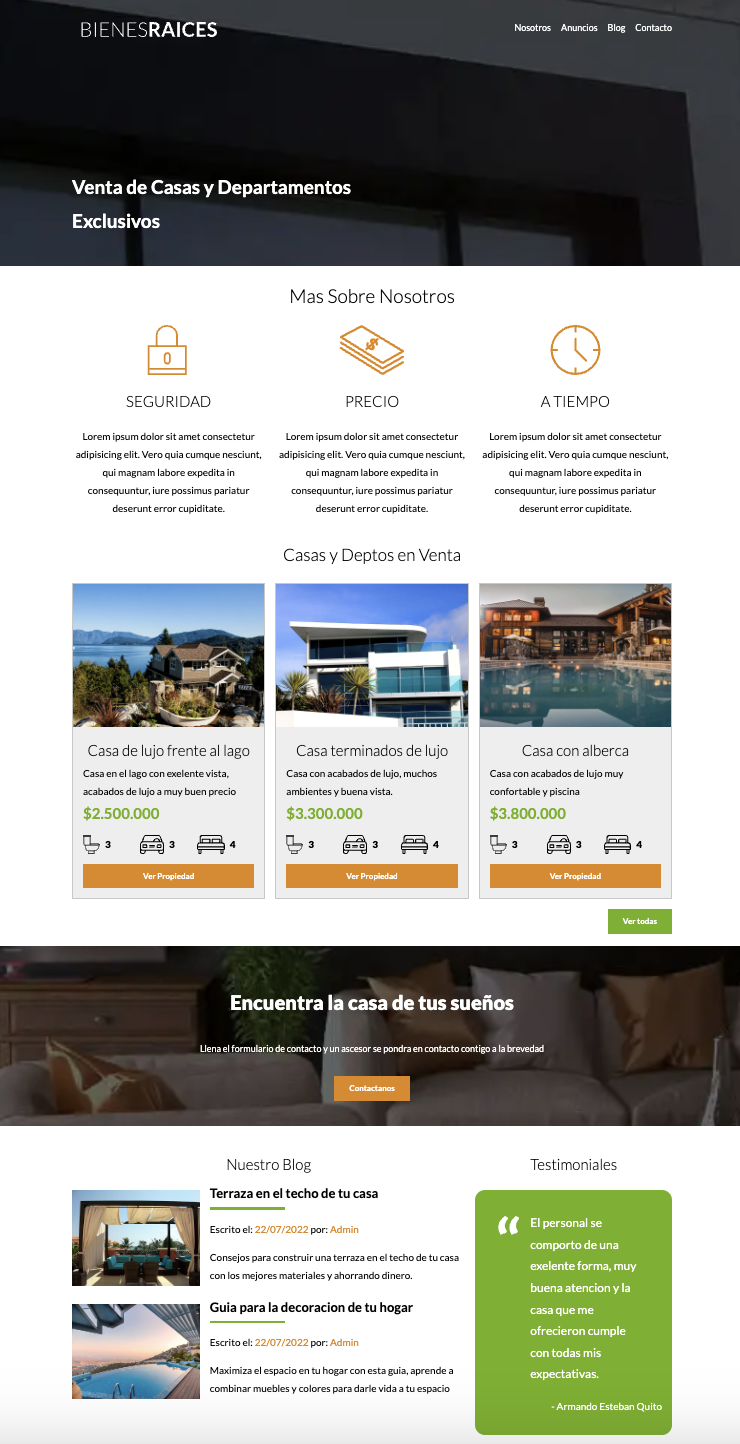 BIENESRAICES
Nosotros Anuncios Blog Contacto
Venta de Casas y Departamentos
Exclusivos
Mas Sobre Nosotros
SEGURIDAD
Lorem ipsum dolor sit amet consectetur
adipisicing elit. Vero quia cumque nesciunt,
qui magnam labore expedita in
consequuntur, iure possimus pariatur
deserunt error cupiditate.
PRECIO
Lorem ipsum dolor sit amet consectetur
adipisicing elit. Vero quia cumque nesciunt,
qui magnam labore expedita in
consequuntur, iure possimus pariatur
deserunt error cupiditate.
A TIEMPO
Lorem ipsum dolor sit amet consectetur
adipisicing elit. Vero quia cumque nesciunt,
qui magnam labore expedita in
consequuntur, iure possimus pariatur
deserunt error cupiditate.
Casas y Deptos en Venta
Casa de lujo frente al lago
Casa en el lago con exelente vista,
acabados de lujo a muy buen precio
$2.500.000
3 3 4
Ver Propiedad
Casa terminados de lujo
Casa con acabados de lujo, muchos
ambientes y buena vista.
$3.300.000
3 3 4
Ver Propiedad
Casa con alberca
Casa con acabados de lujo muy
confortable y piscina
$3.800.000
3 3 4
Ver Propiedad
Ver todas
Encuentra la casa de tus sueños
Llena el formulario de contacto y un ascesor se pondra en contacto contigo a la brevedad
Contactanos
Nuestro Blog
Terraza en el techo de tu casa
Escrito el: 22/07/2022 por: Admin
Consejos para construir una terraza en el techo de tu casa
con los mejores materiales y ahorrando dinero.
Guia para la decoracion de tu hogar
Escrito el: 22/07/2022 por: Admin
Maximiza el espacio en tu hogar con esta guia, aprende a
combinar muebles y colores para darle vida a tu espacio
Testimoniales
“ El personal se
comporto de una
exelente forma, muy
buena atencion y la
casa que me
ofrecieron cumple
con todas mis
expectativas.
- Armando Esteban Quito